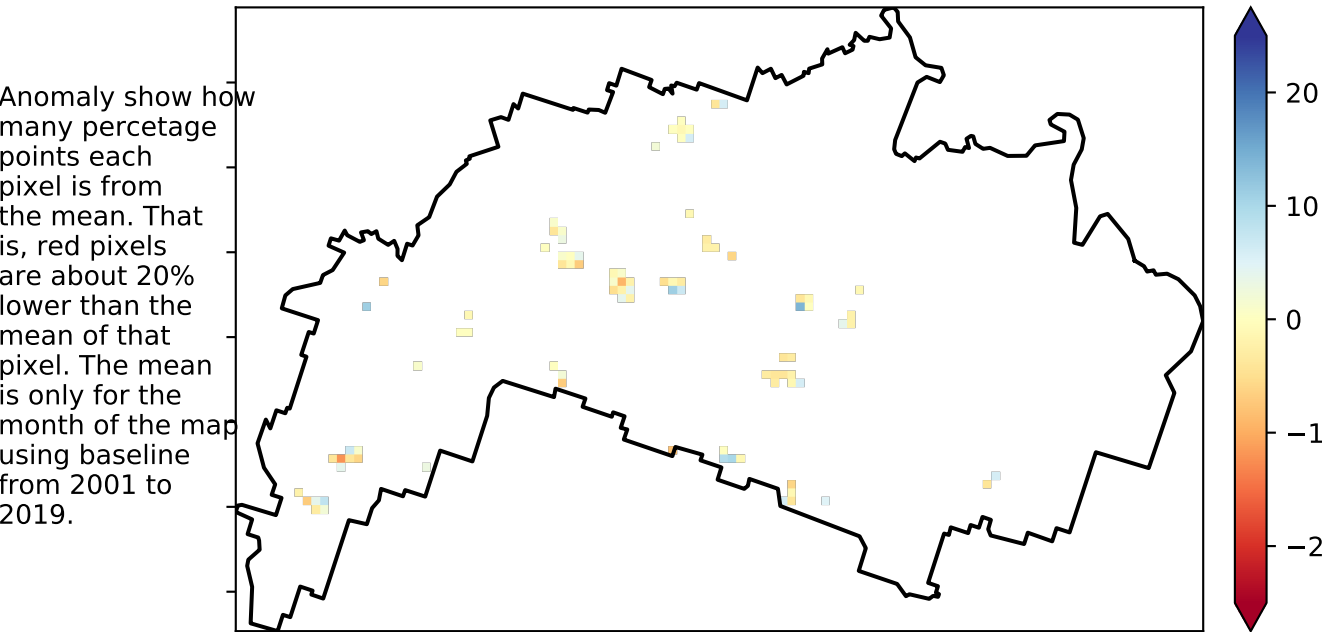 Anomaly show how
many percetage
points each
pixel is from
the mean. That
is, red pixels
are about 20%
lower than the
mean of that
pixel. The mean
is only for the
month of the map
using baseline
from 2001 to
2019.
20
10
0
−1
−2